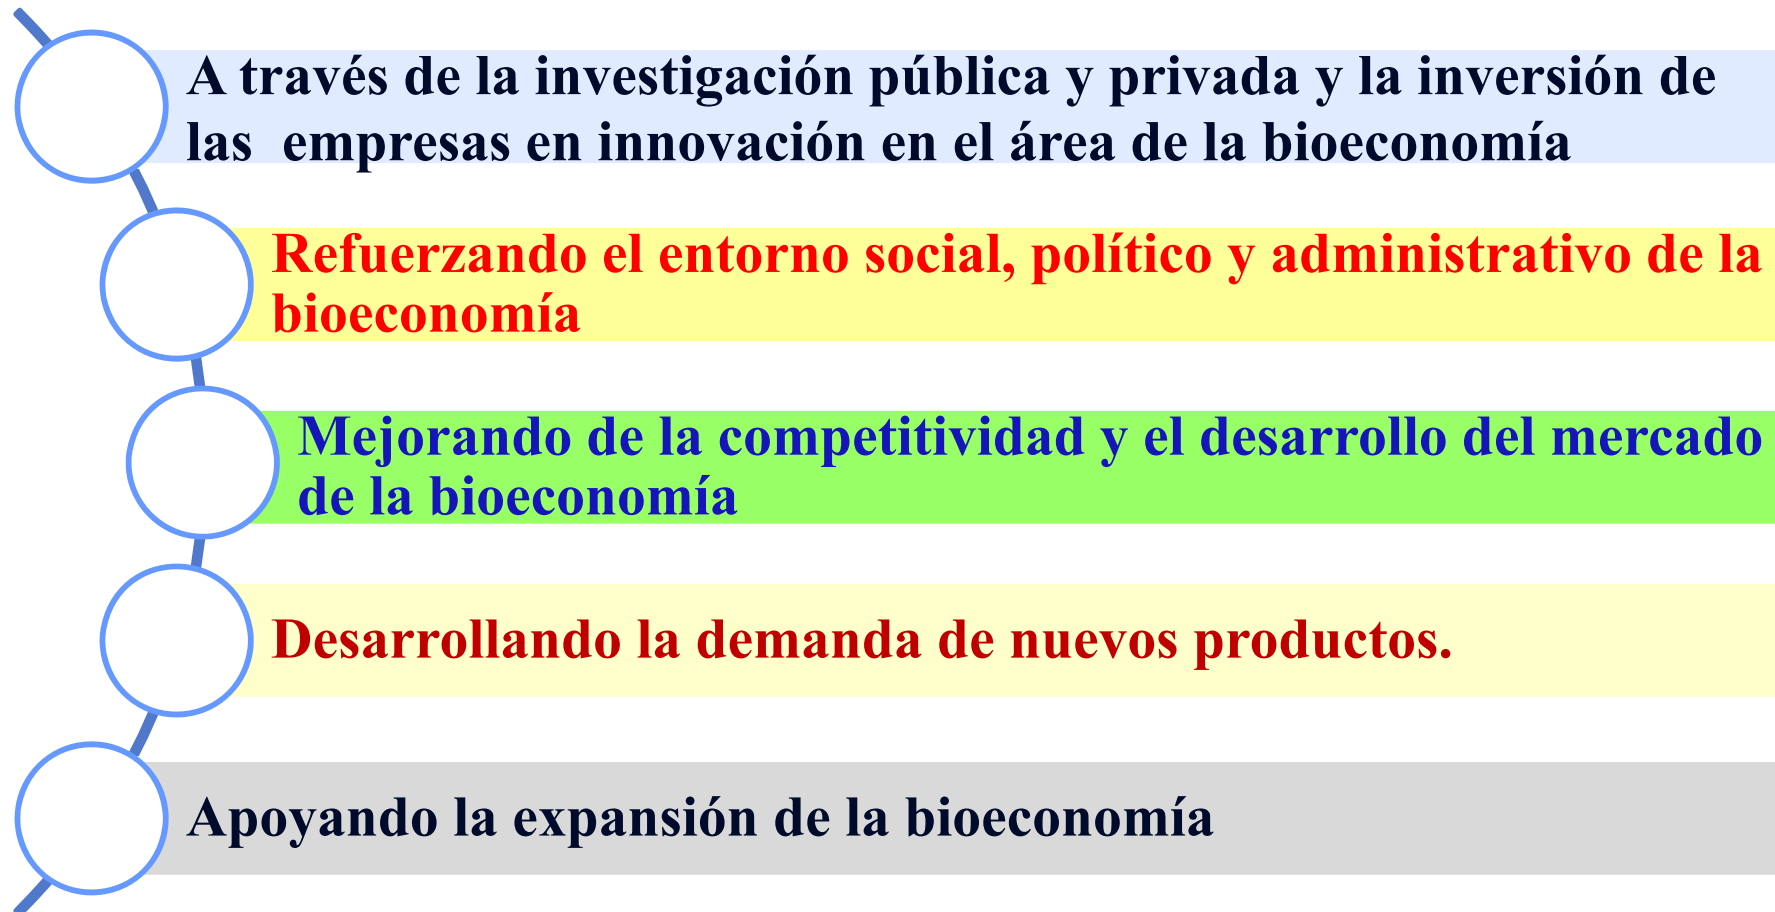 A través de la investigación pública y privada y la inversión de
las  empresas en innovación en el área de la bioeconomía
Refuerzando el entorno social, político y administrativo de la
bioeconomía
Mejorando de la competitividad y el desarrollo del mercado
de la bioeconomía
Desarrollando la demanda de nuevos productos.
Apoyando la expansión de la bioeconomía